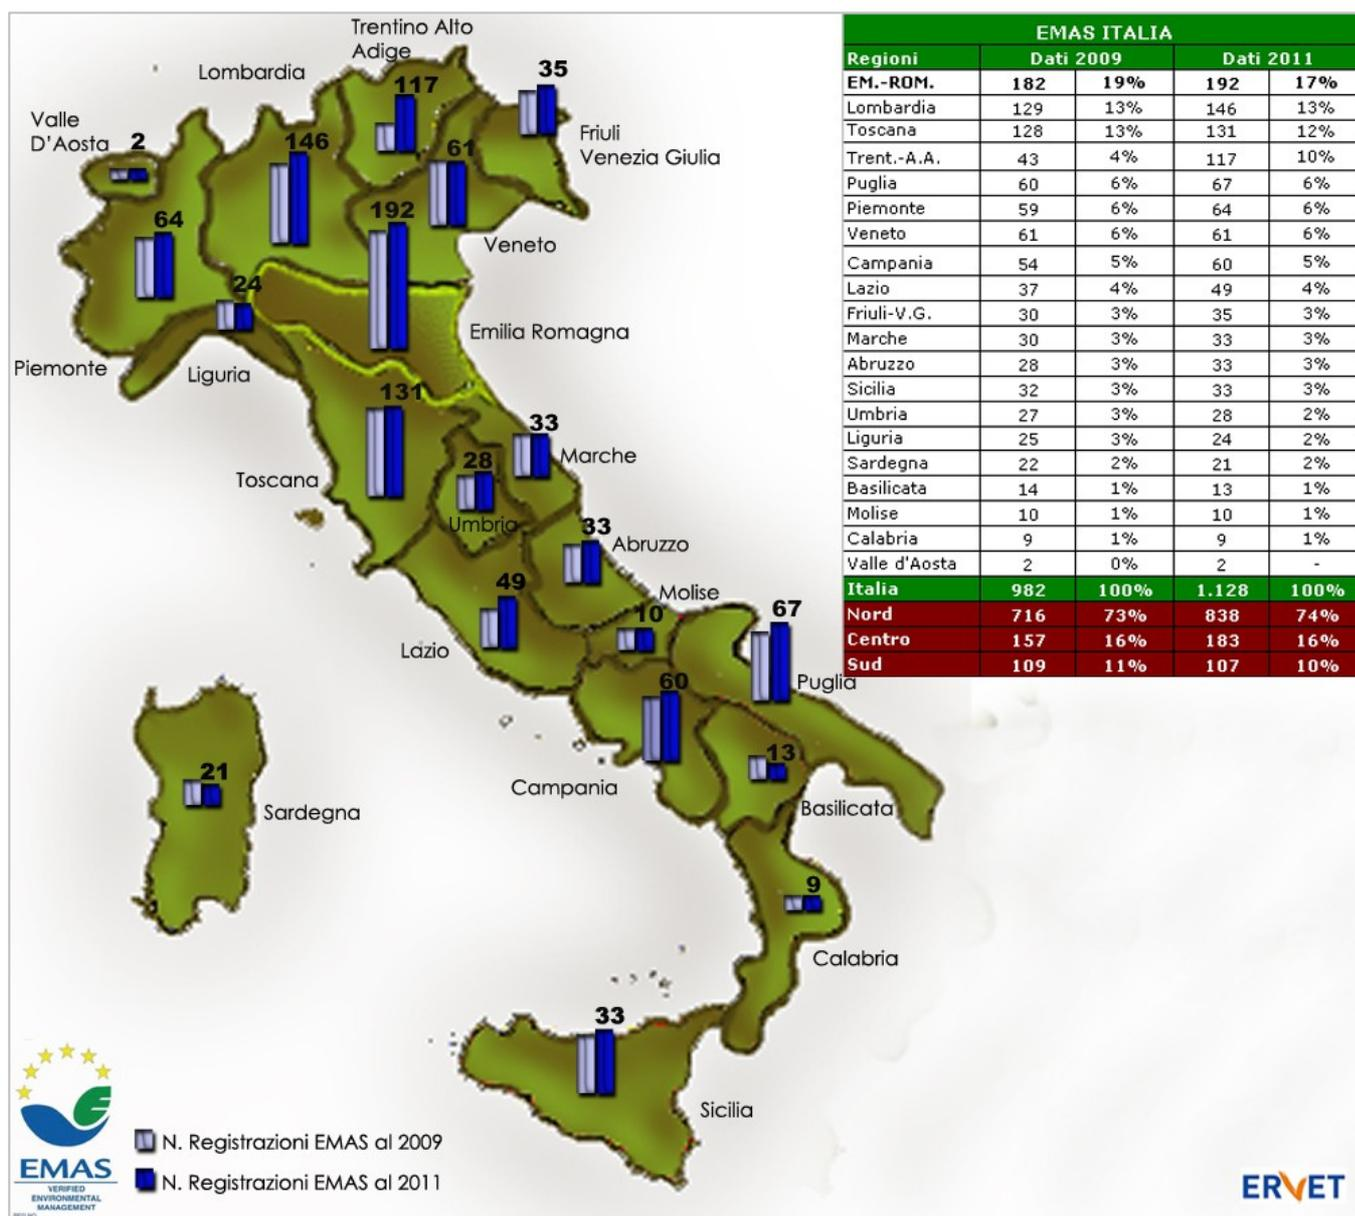 Trentino Alto
Adige
Lombardia
117
35
Valle
D'Aosta
2
146
61
Friuli
Venezia Giulia
64
192
Veneto
24
Emilia Romagna
Piemonte
Liguria
131
33
Marche
Toscana
28
Umbria
33
Abruzzo
49
Molise
10
67
Lazio
60
Puglia
13
Campania
Basilicata
21
Sardegna
9
Calabria
33
Sicilia
EMAS ITALIA
Regioni Dati 2009 Dati 2011
EM.-ROM. 182 19% 192 17%
Lombardia 129 13% 146 13%
Toscana 128 13% 131 12%
Trent.-A.A. 43 4% 117 10%
Puglia 60 6% 67 6%
Piemonte 59 6% 64 6%
Veneto 61 6% 61 6%
Campania 54 5% 60 5%
Lazio 37 4% 49 4%
Friuli-V.G. 30 3% 35 3%
Marche 30 3% 33 3%
Abruzzo 28 3% 33 3%
Sicilia 32 3% 33 3%
Umbria 27 3% 28 2%
Liguria 25 3% 24 2%
Sardegna 22 2% 21 2%
Basilicata 14 1% 13 1%
Molise 10 1% 10 1%
Calabria 9 1% 9 1%
Valle d'Aosta 2 0% 2 -
Italia 982 100% 1.128 100%
Nord 716 73% 838 74%
Centro 157 16% 183 16%
Sud 109 11% 107 10%
EMAS
VERIFIED
ENVIRONMENTAL
MANAGEMENT
N. Registrazioni EMAS al 2009
N. Registrazioni EMAS al 2011
ERVET